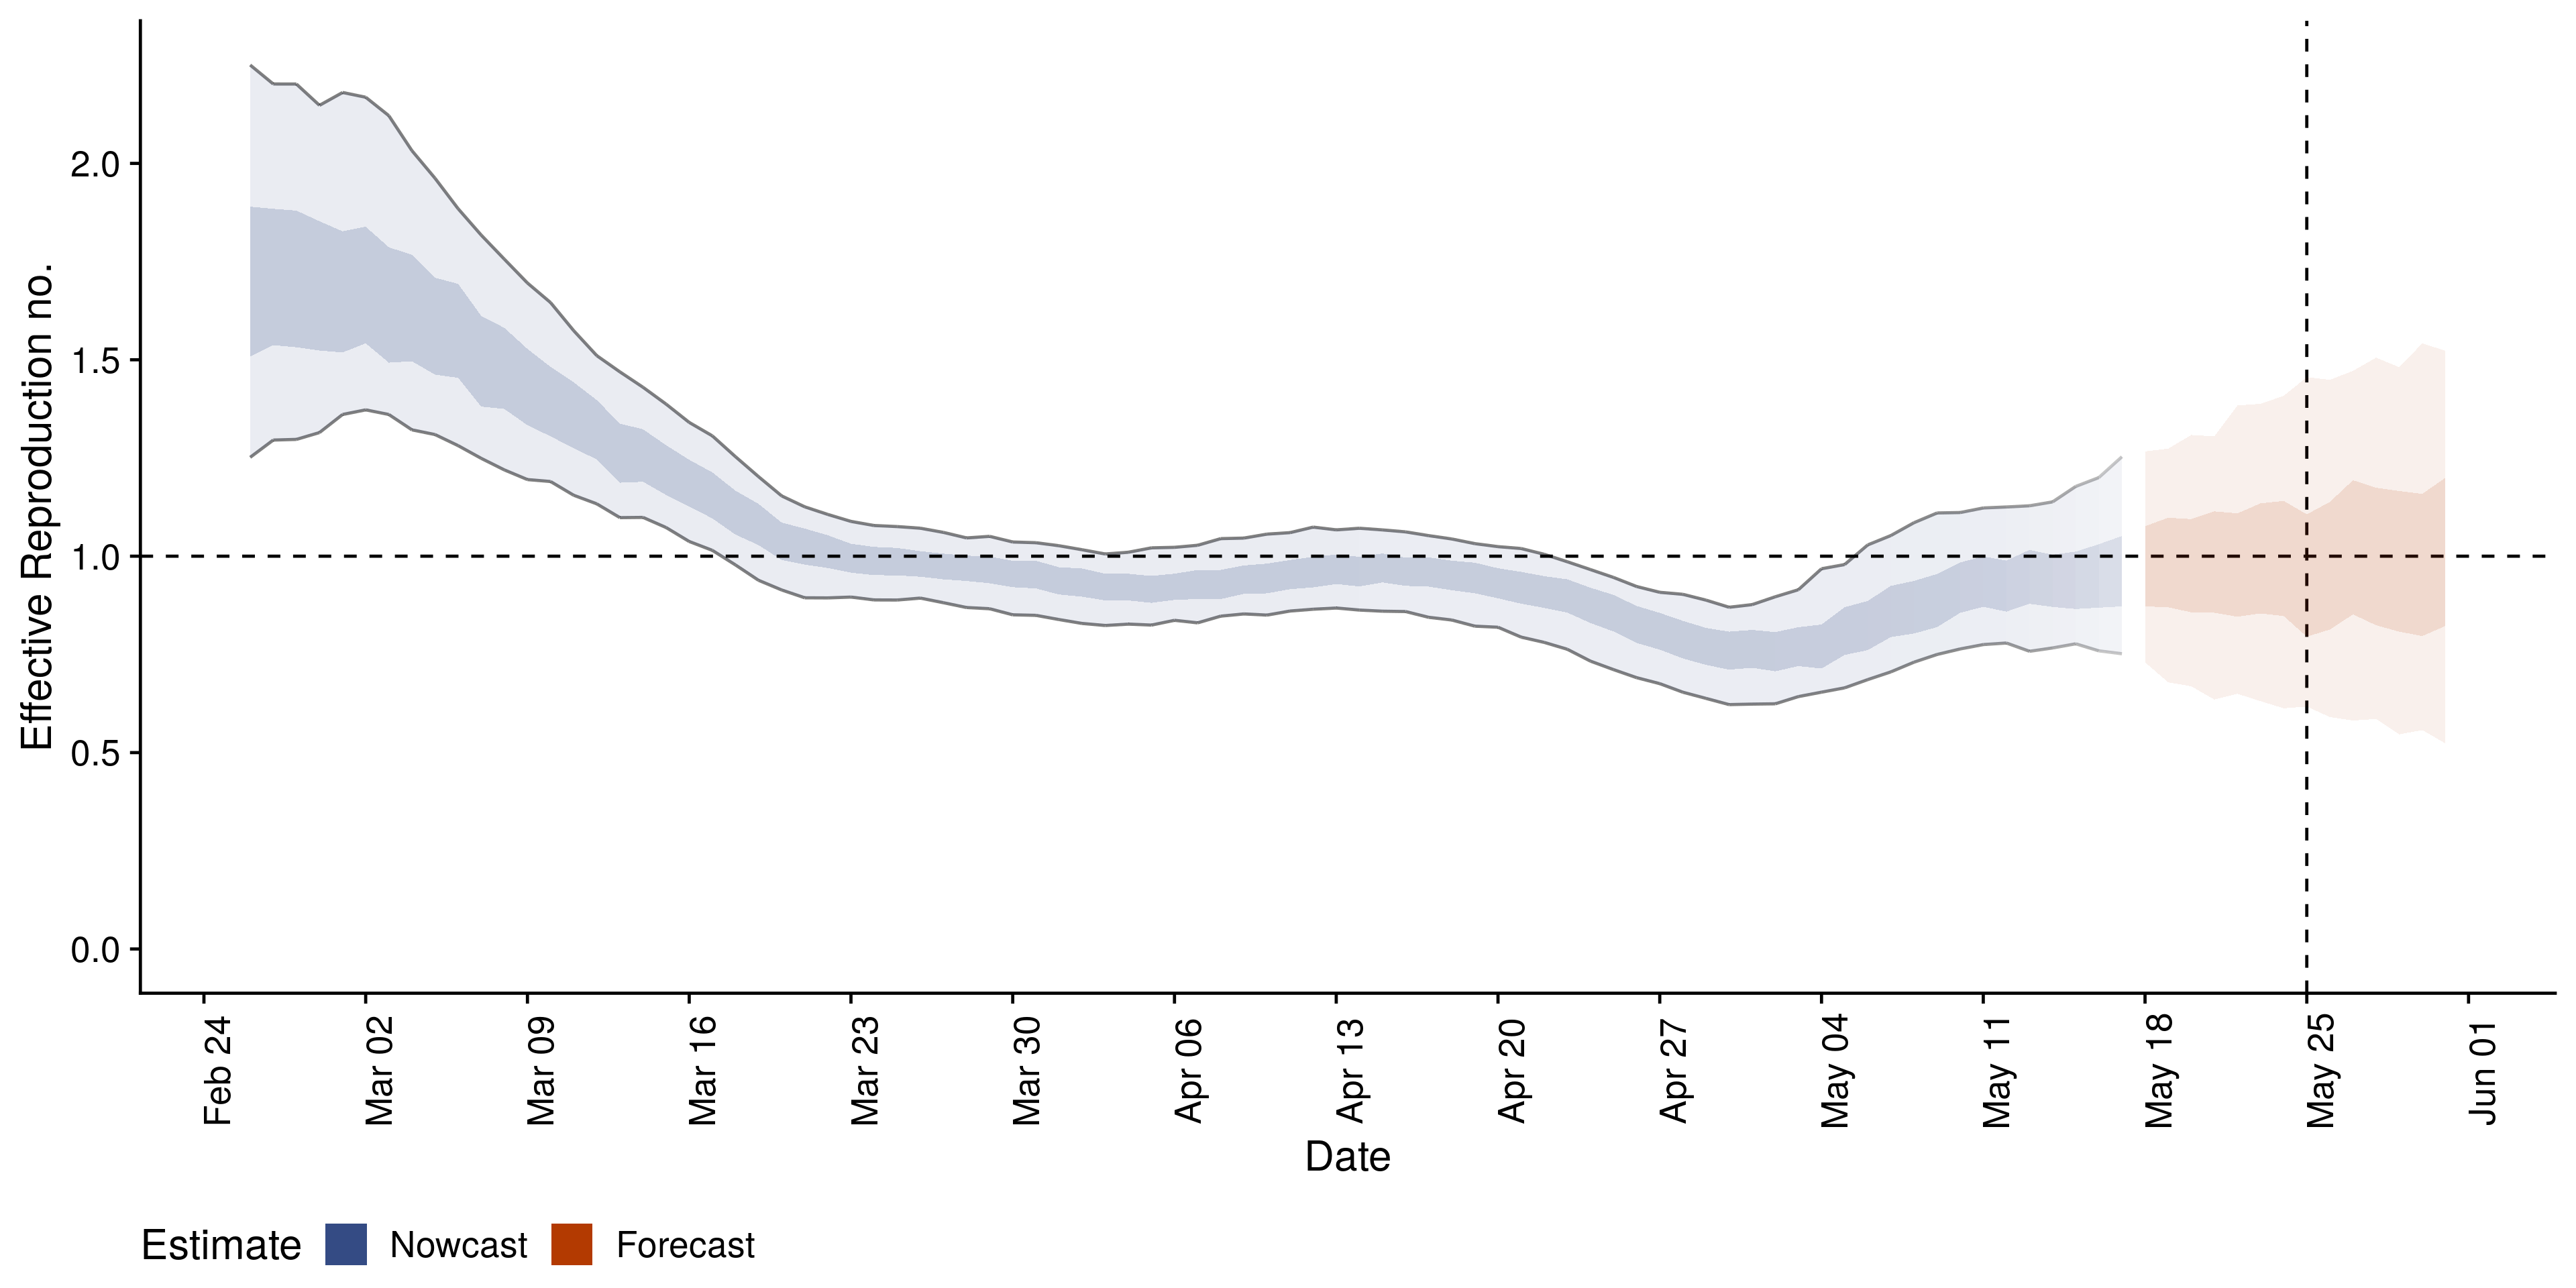 Effective Reproduction no.
2.0
1.5
1.0
0.5
0.0
Feb 24
Mar 02
Mar 09
Mar 16
Mar 23
Mar 30
Apr 06
Apr 13
Apr 20
Apr 27
May 04
May 11
May 18
May 25
Jun 01
Date
Estimate Nowcast Forecast